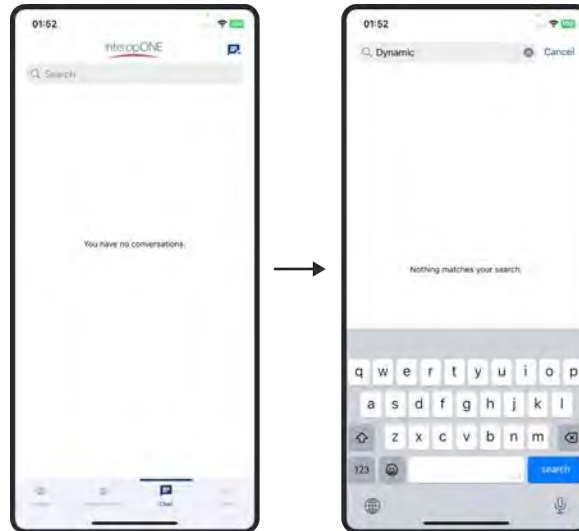 01:52
interopONE
Search
You have no conversations.
Chat
01:52
Dynamic
Cancel
Nothing matches your search.
q w e r t y u i o p
a s d f g h j k l
z x c v b n m
123
search